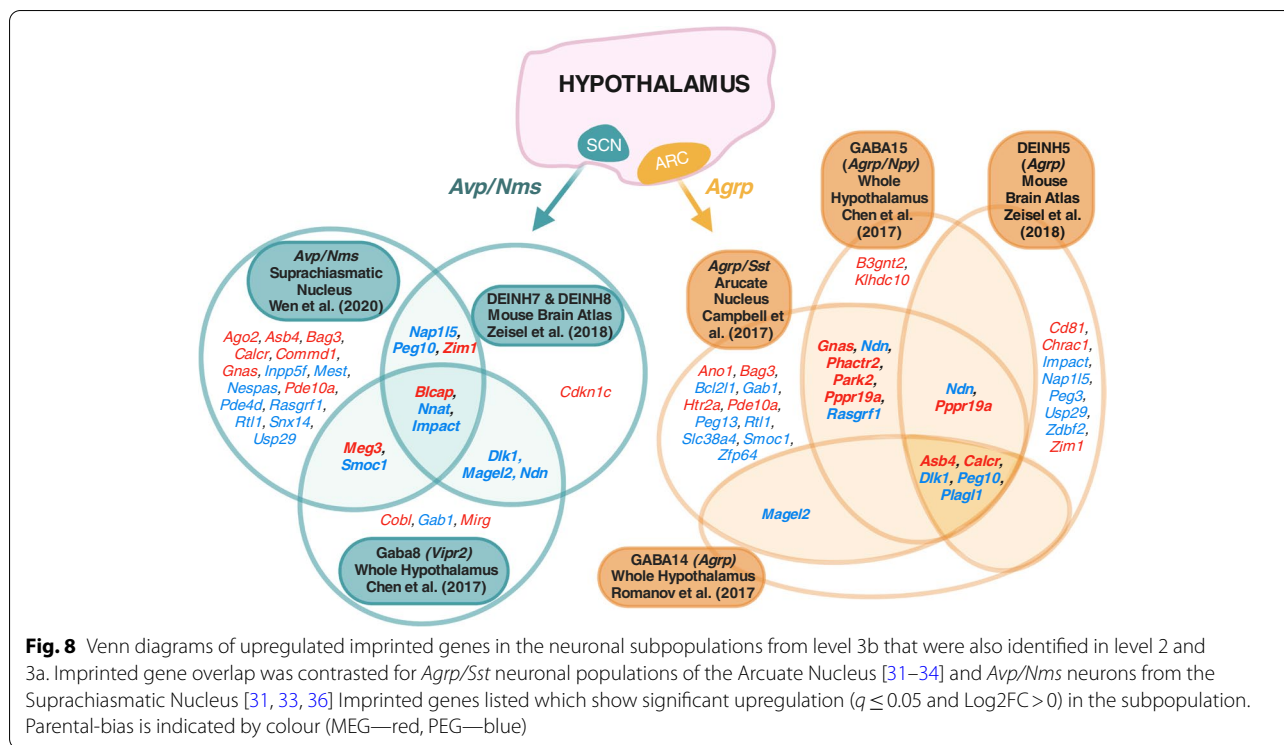 HYPOTHALAMUS
SCN
ARC
Avp/Nms
Agrp
Avp/Nms
Suprachiasmatic
Nucleus
Wen et al. (2020)
DEINH7 & DEINH8
Mouse Brain Atlas
Zeisel et al. (2018)
Ago2, Asb4, Bag3,
Calcr, Commd1,
Gnas, Inpp5f, Mest,
Nespas, Pde10a,
Pde4d, Rasgrf1,
Rtl1, Snx14,
Usp29
Nap1l5,
Peg10, Zim1
Blcap,
Nnat,
Impact
Cdkn1c
Meg3,
Smoc1
Dlk1,
Magel2, Ndn
Cobl, Gab1, Mirg
Gaba8 (Vipr2)
Whole Hypothalamus
Chen et al. (2017)
GABA15
(Agrp/Npy)
Whole
Hypothalamus
Chen et al.
(2017)
DEINH5
(Agrp)
Mouse
Brain Atlas
Zeisel et al.
(2018)
Agrp/Sst
Arucate
Nucleus
Campbell et
al. (2017)
B3gnt2,
Klhdc10
Ano1, Bag3,
Bcl2l1, Gab1,
Htr2a, Pde10a,
Peg13, Rtl1,
Slc38a4, Smoc1,
Zfp64
Gnas, Ndn,
Phactr2,
Park2,
Pppr19a,
Rasgrf1
Ndn,
Pppr19a
Cd81,
Chrac1,
Impact,
Nap1l5,
Peg3,
Usp29,
Zdbf2,
Zim1
Asb4, Calcr,
Dlk1, Peg10,
Plagl1
Magel2
GABA14 (Agrp)
Whole Hypothalamus
Romanov et al. (2017
Fig. 8 Venn diagrams of upregulated imprinted genes in the neuronal subpopulations from level 3b that were also identified in level 2 and
3a. Imprinted gene overlap was contrasted for Agrp/Sst neuronal populations of the Arcuate Nucleus [31–34] and Avp/Nms neurons from the
Suprachiasmatic Nucleus [31, 33, 36] Imprinted genes listed which show significant upregulation (q ≤ 0.05 and Log2FC > 0) in the subpopulation.
Parental-bias is indicated by colour (MEG—red, PEG—blue)